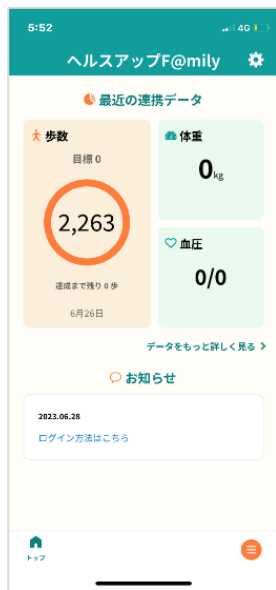 5:52
4G
ヘルスアップF@mily
最近の連携データ
歩数
目標 0
2,263
達成まで残り 0 歩
6月26日
体重
0kg
血圧
0/0
データをもっと詳しく見る
お知らせ
2023.06.28
ログイン方法はこちら
トップ